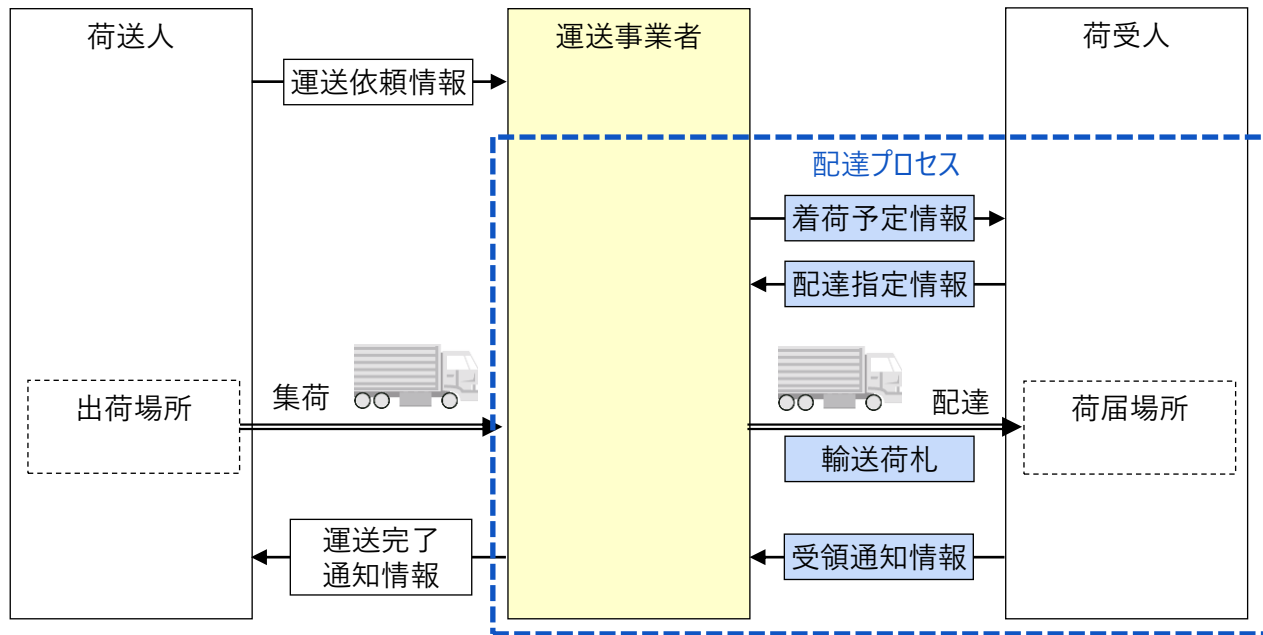 荷送人
運送事業者
荷受人
運送依頼情報
配達プロセス
着荷予定情報
配達指定情報
出荷場所
集荷
配達
荷届場所
輸送荷札
運送完了
通知情報
受領通知情報